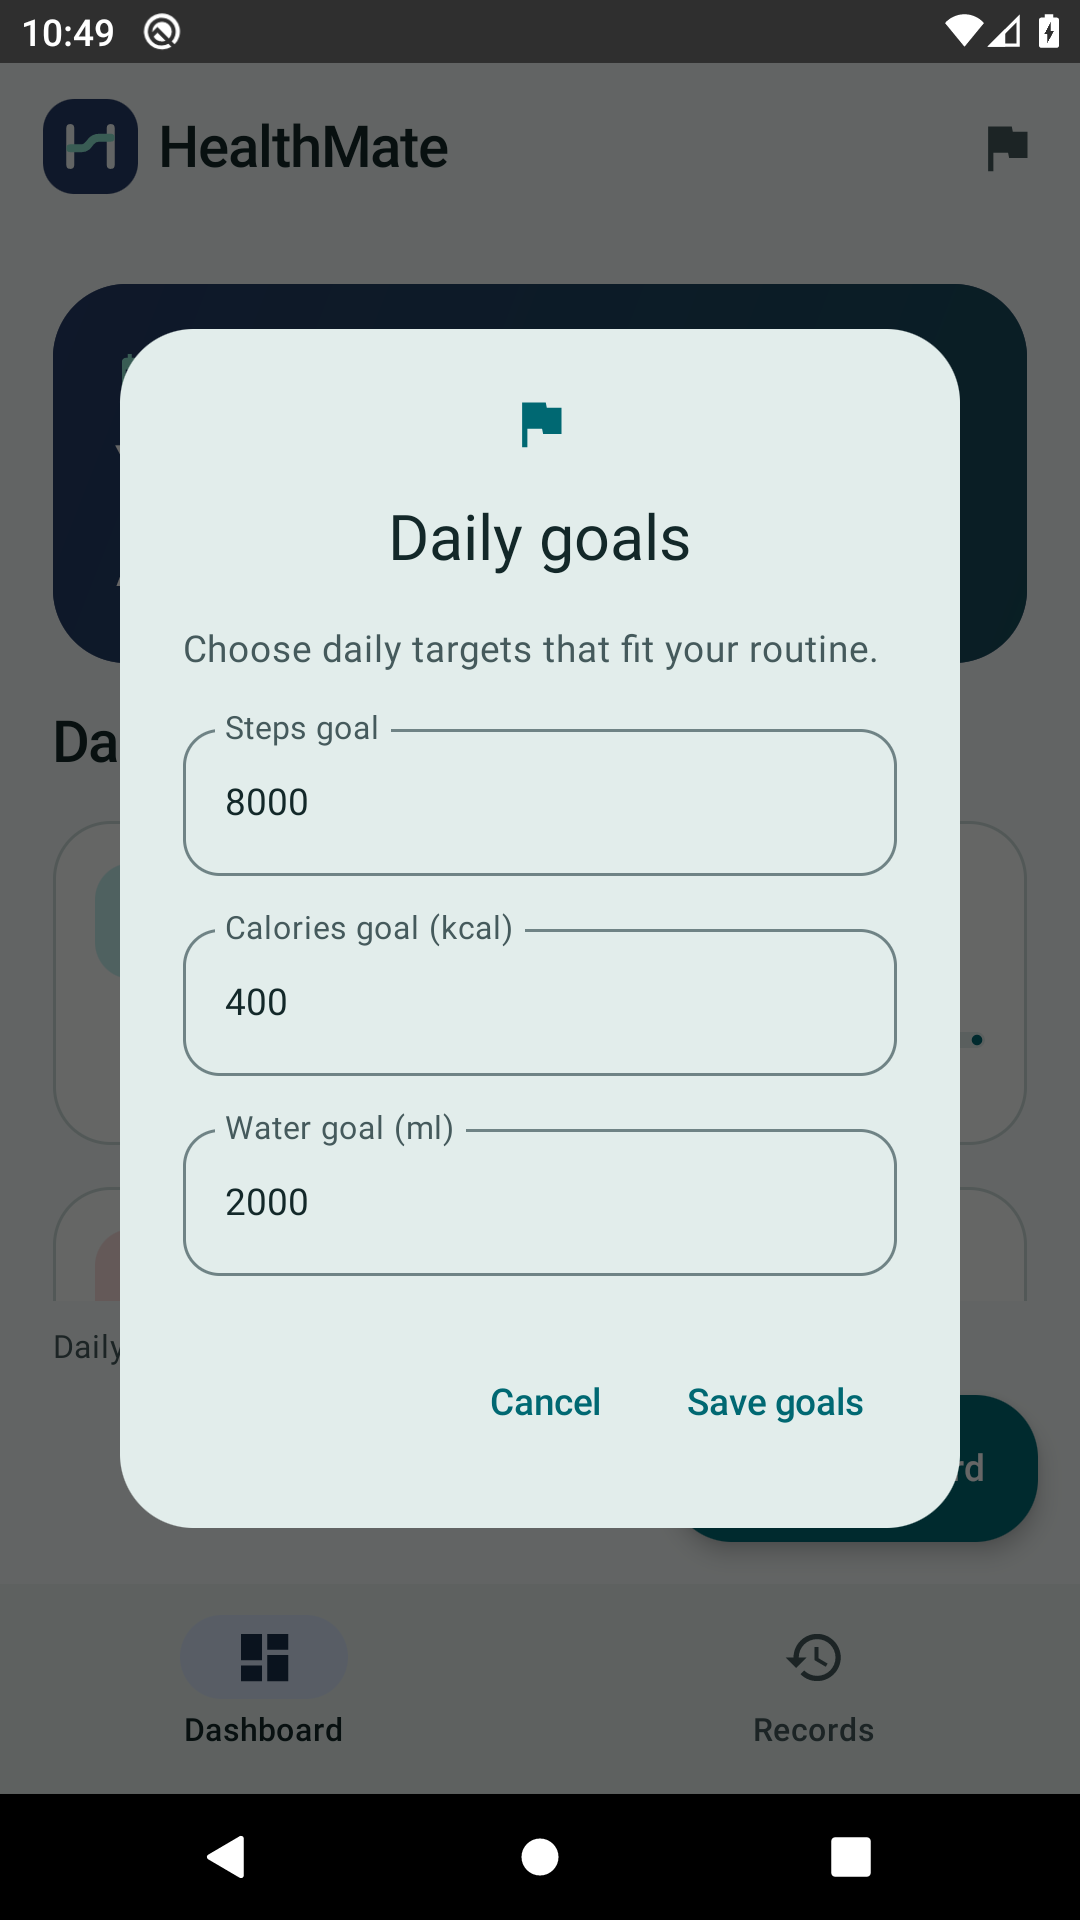 10:49
HealthMate
Daily goals
Choose daily targets that fit your routine.
Steps goal
8000
Calories goal (kcal)
400
Water goal (ml)
2000
Daily
Cancel
Save goals
Dashboard
Records